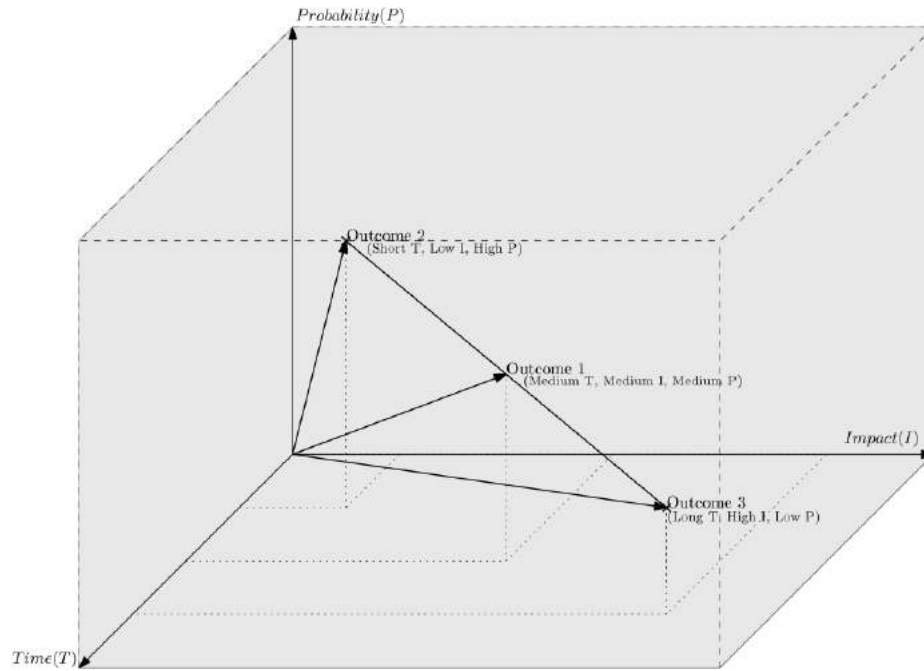 Probability(P)
Outcome 2
(Short T, Low I, High P)
Outcome 1
(Medium T, Medium I, Medium P)
Impact(I)
Outcome 3
(Long T, High I, Low P)
Time(T)